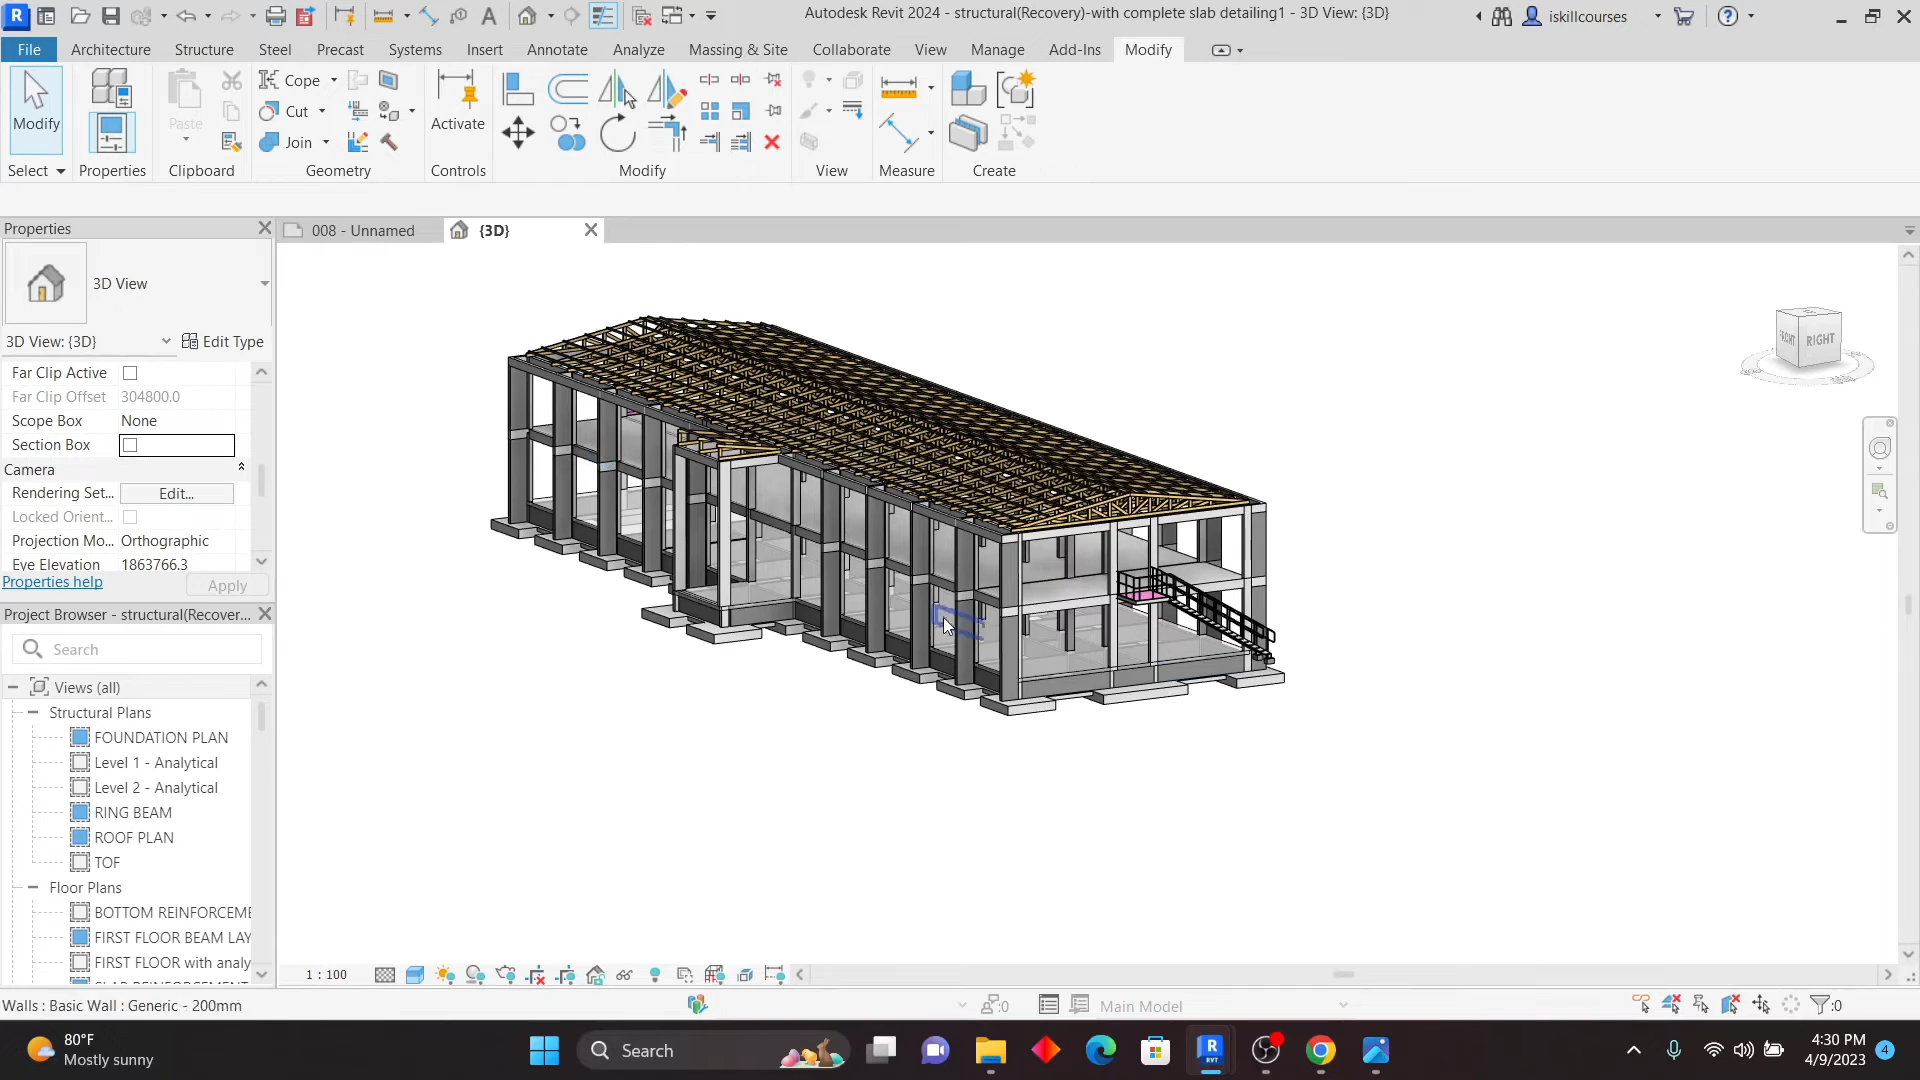 Autodesk Revit 2024 - structural(Recovery)-with complete slab detailing1 - 3D View: {3D}
iskillcourses
File Architecture Structure Steel Precast Systems Insert Annotate Analyze Massing & Site Collaborate View Manage Add-Ins Modify
Modify
Paste
Cope
Cut
Join
Activate
Select Properties Clipboard Geometry Controls Modify View Measure Create
Properties
008 - Unnamed
{3D}
3D View
3D View: {3D}
Edit Type
Far Clip Active
Far Clip Offset 304800.0
Scope Box None
Section Box
Camera
Rendering Set... Edit...
Locked Orient...
Projection Mo... Orthographic
Eye Elevation 1863766.3
Properties help
Apply
Project Browser - structural(Recover...
Search
Views (all)
Structural Plans
FOUNDATION PLAN
Level 1 - Analytical
Level 2 - Analytical
RING BEAM
ROOF PLAN
TOF
Floor Plans
BOTTOM REINFORCEME
FIRST FLOOR BEAM LAY
FIRST FLOOR with analy
FRONT
RIGHT
1 : 100
Walls : Basic Wall : Generic - 200mm
:0
Main Model
:0
80°F
Mostly sunny
Search
4:30 PM
4/9/2023
4